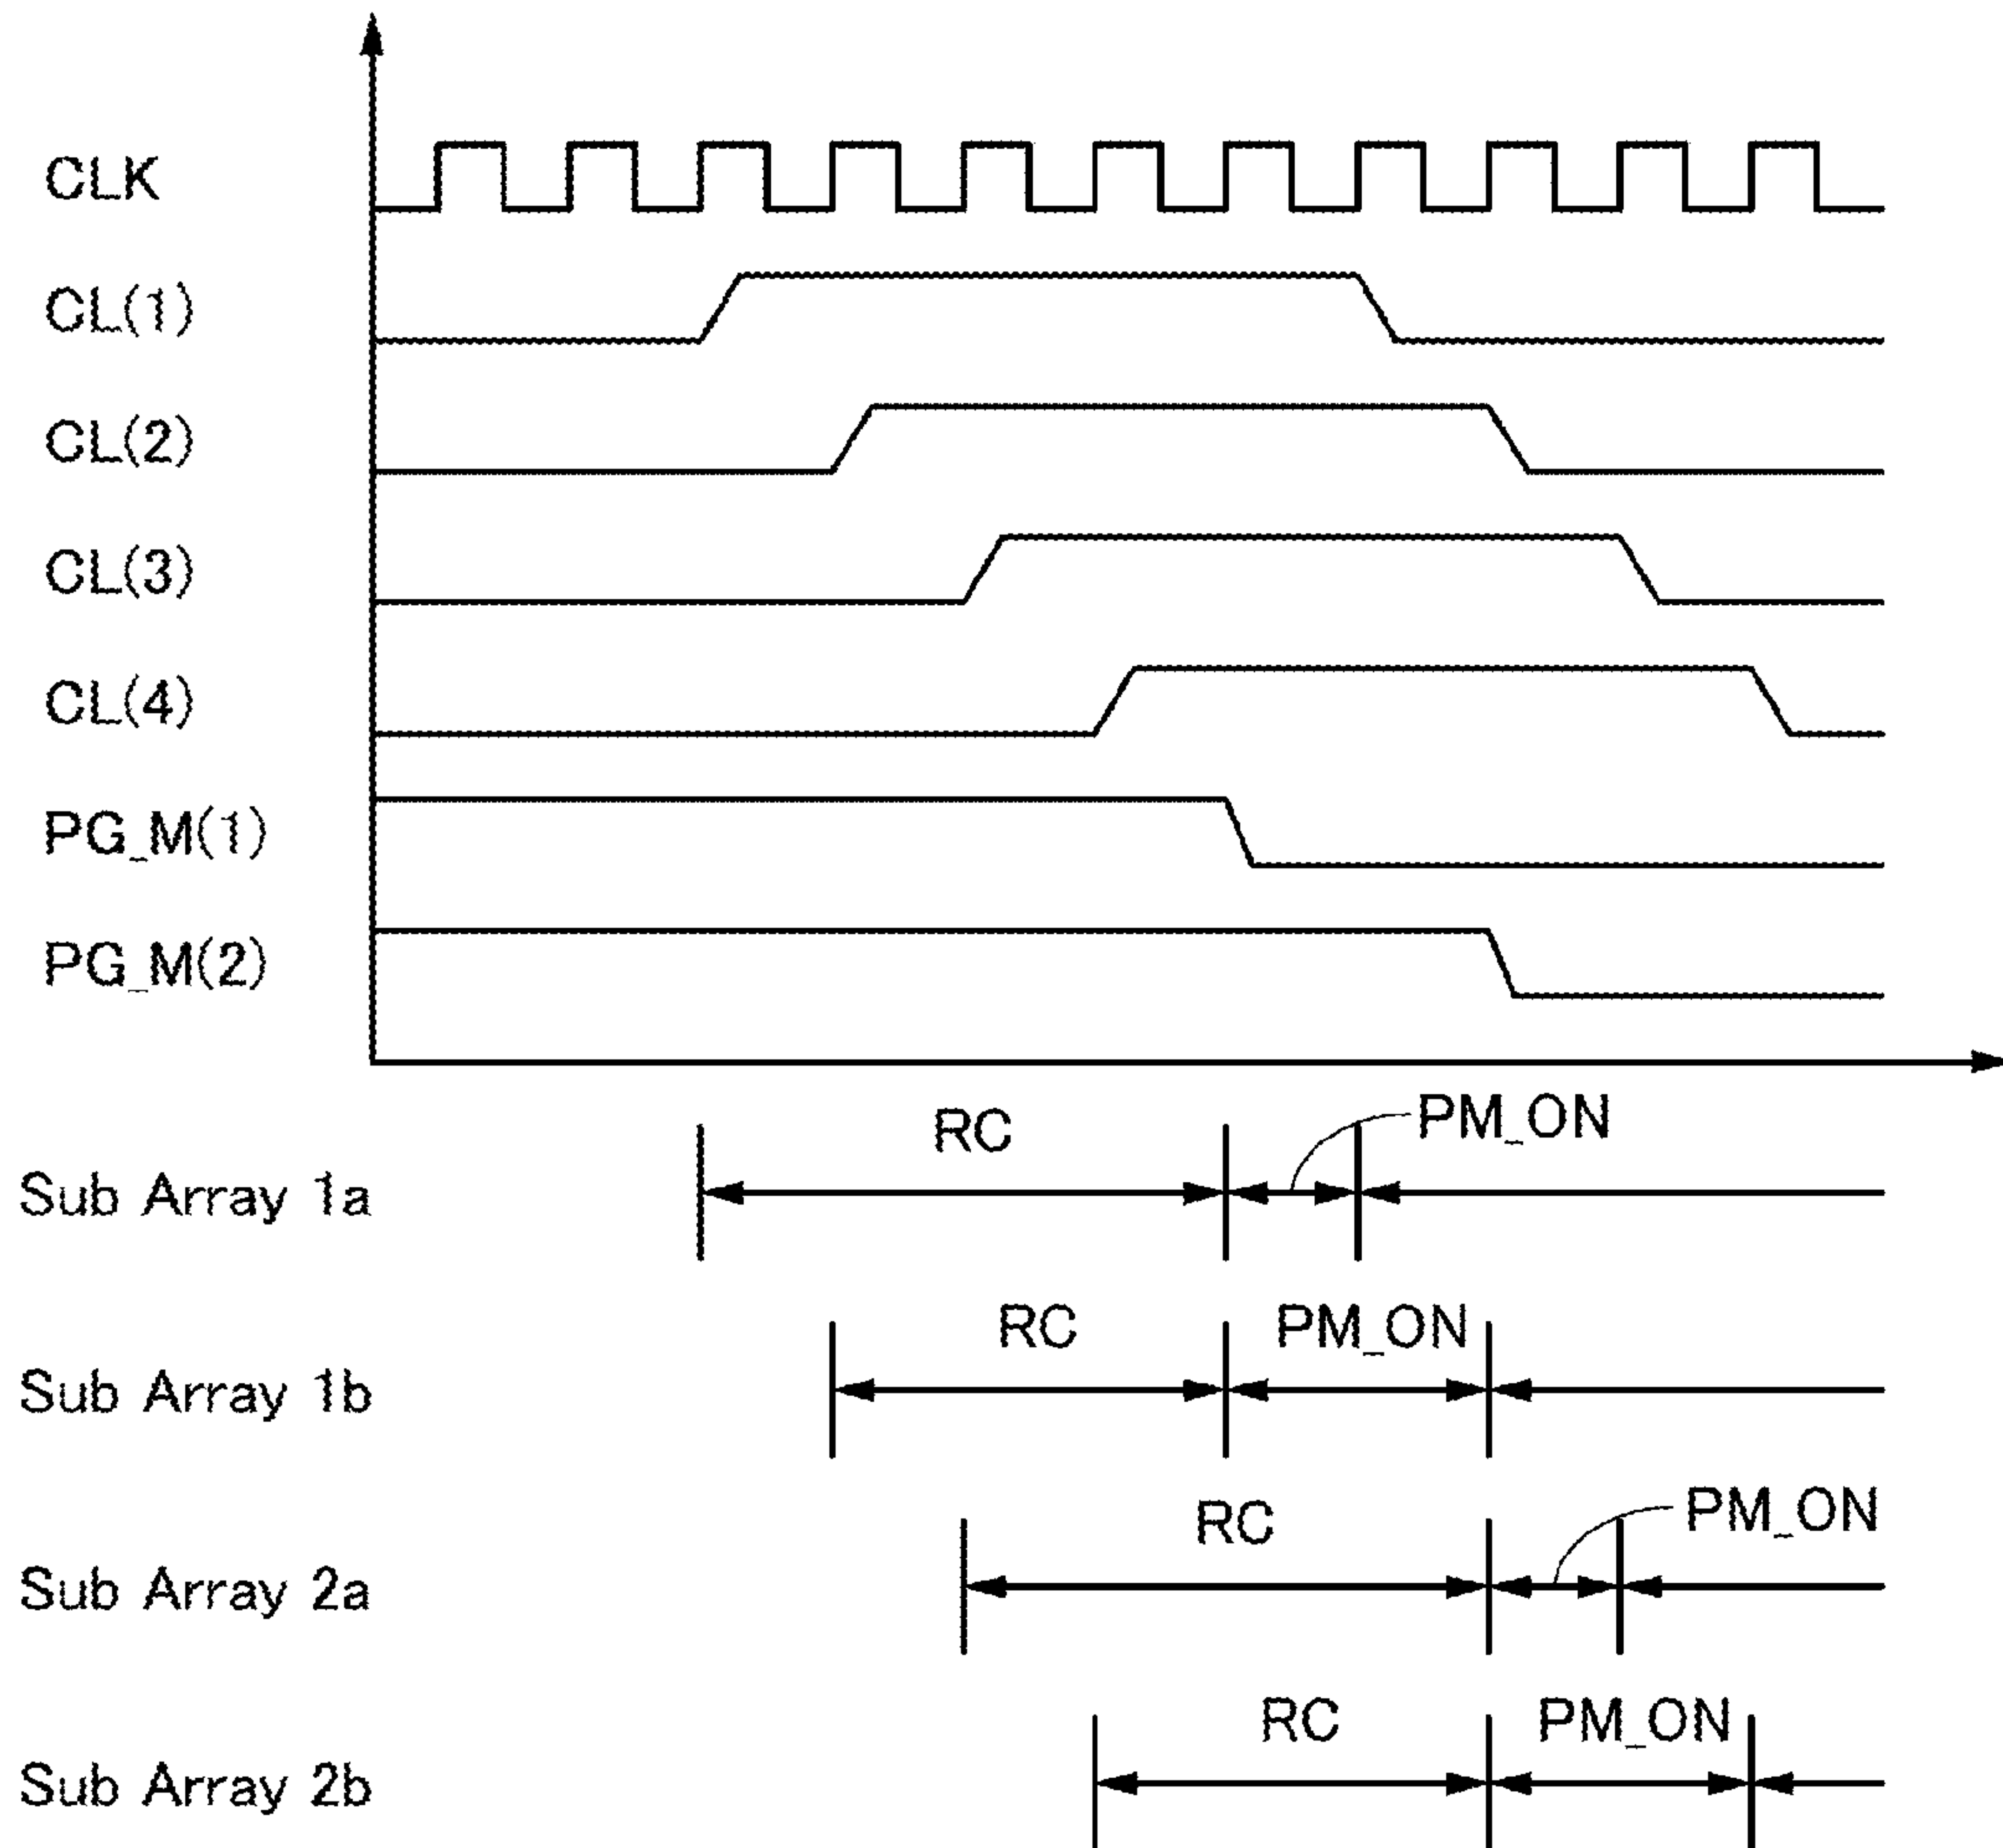 CLK
CL(1)
CL(2)
CL(3)
CL(4)
PG_M(1)
PG_M(2)
RC
PM_ON
Sub Array 1a
RC
PM_ON
Sub Array 1b
RC
PM_ON
Sub Array 2a
RC
PM_ON
Sub Array 2b